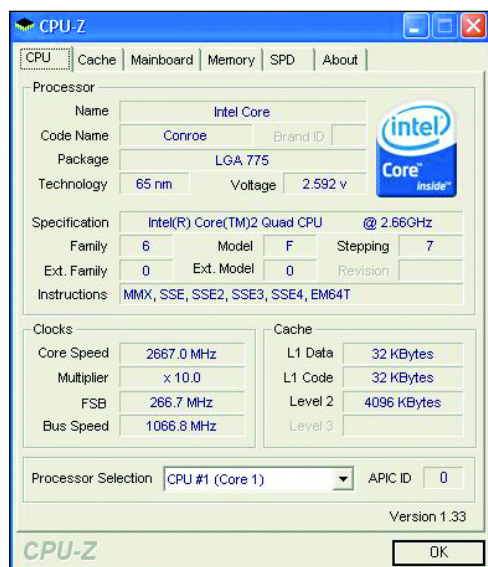 CPU-Z
CPU Cache Mainboard Memory SPD About
Processor
Name Intel Core
Code Name Conroe Brand ID
Package LGA 775
Technology 65 nm Voltage 2.592 v
intel
Core™
inside™
Specification Intel(R) Core(TM)2 Quad CPU @ 2.66GHz
Family 6 Model F Stepping 7
Ext. Family 0 Ext. Model 0 Revision
Instructions MMX, SSE, SSE2, SSE3, SSE4, EM64T
Clocks
Core Speed 2667.0 MHz
Multiplier x 10.0
FSB 266.7 MHz
Bus Speed 1066.8 MHz
Cache
L1 Data 32 KBytes
L1 Code 32 KBytes
Level 2 4096 KBytes
Level 3
Processor Selection CPU #1 (Core 1) APIC ID 0
Version 1.33
CPU-Z OK